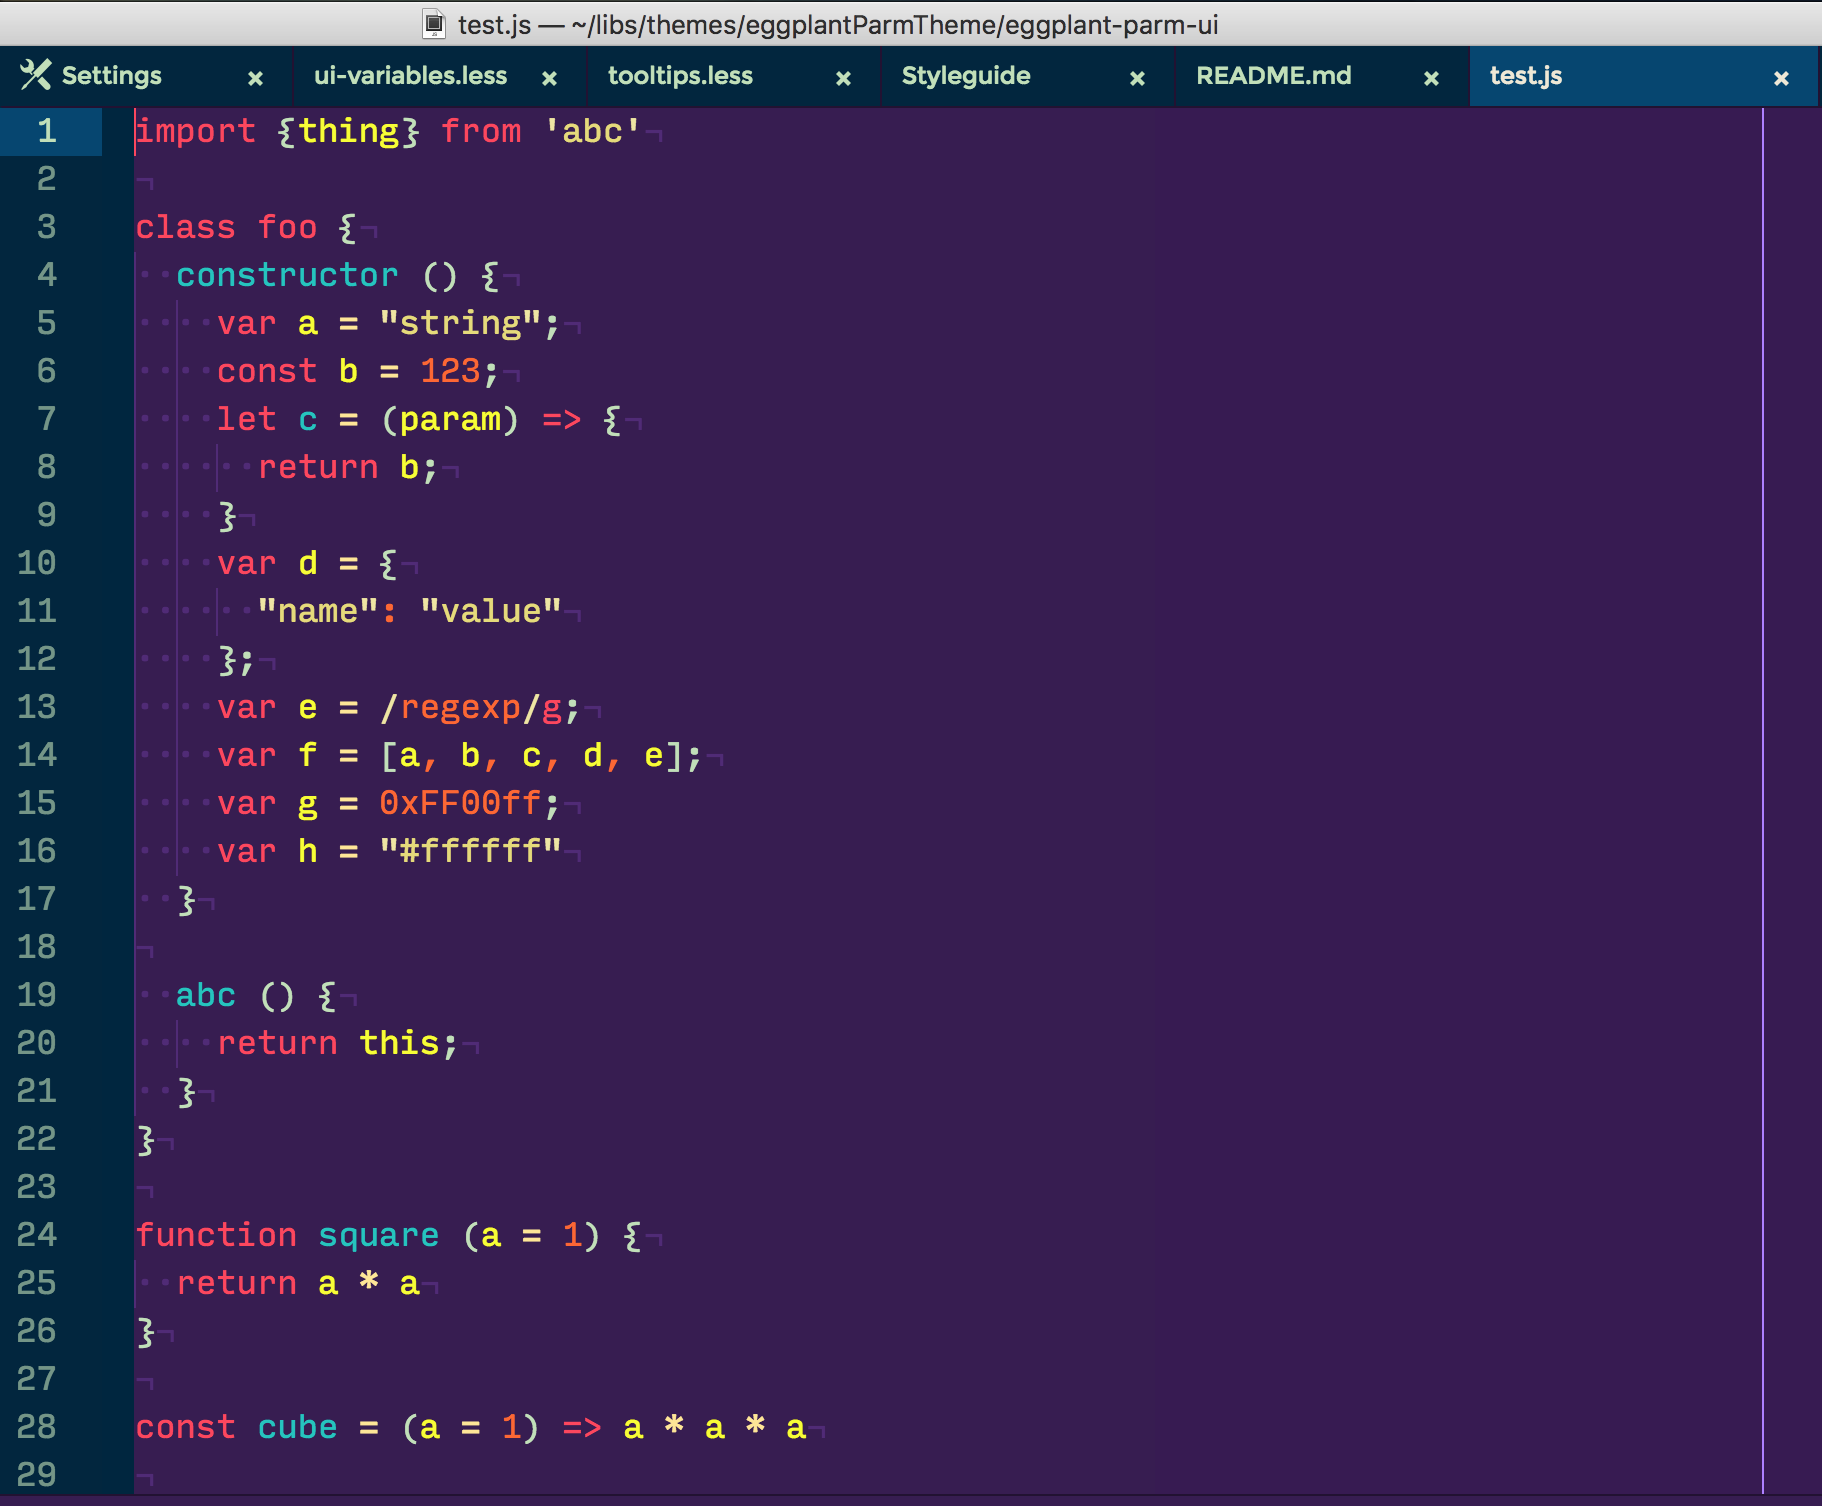 test.js — ~/libs/themes/eggplantParmTheme/eggplant-parm-ui
Settings × ui-variables.less × tooltips.less × Styleguide × README.md × test.js ×
1 import {thing} from 'abc'¬
2 ¬
3 class foo {¬
4 ··constructor () {¬
5 ····var a = "string";¬
6 ····const b = 123;¬
7 ····let c = (param) => {¬
8 ······return b;¬
9 ····}¬
10 ····var d = {¬
11 ······"name": "value"¬
12 ····};¬
13 ····var e = /regexp/g;¬
14 ····var f = [a, b, c, d, e];¬
15 ····var g = 0xFF00ff;¬
16 ····var h = "#ffffff"¬
17 ··}¬
18 ¬
19 ··abc () {¬
20 ····return this;¬
21 ··}¬
22 }¬
23 ¬
24 function square (a = 1) {¬
25 ··return a * a¬
26 }¬
27 ¬
28 const cube = (a = 1) => a * a * a¬
29 ¬